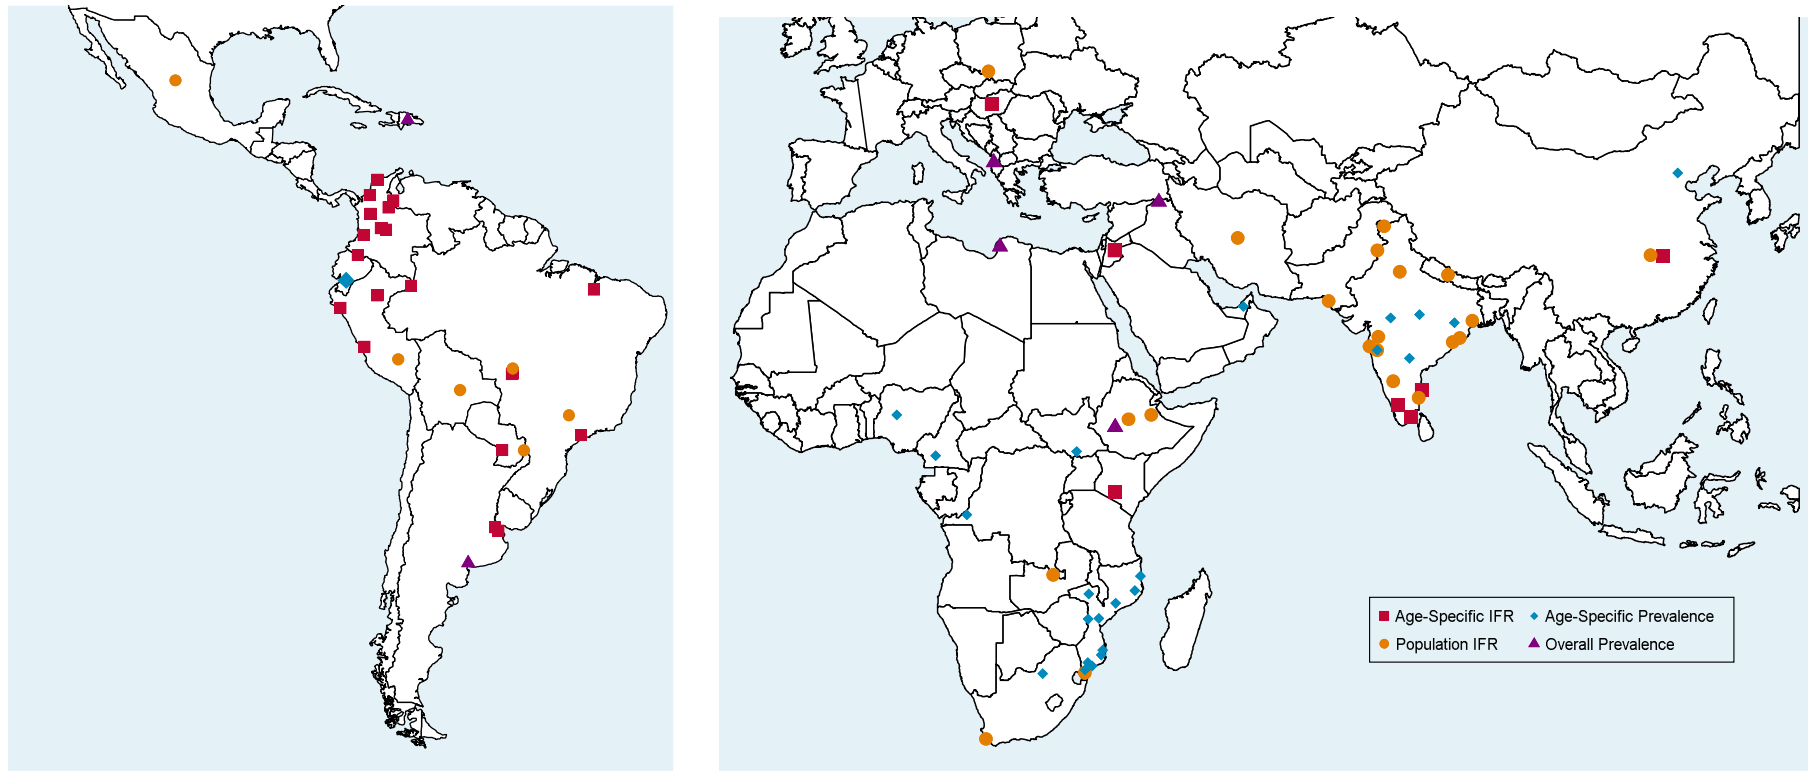 Age-Specific IFR
Age-Specific Prevalence
Population IFR
Overall Prevalence